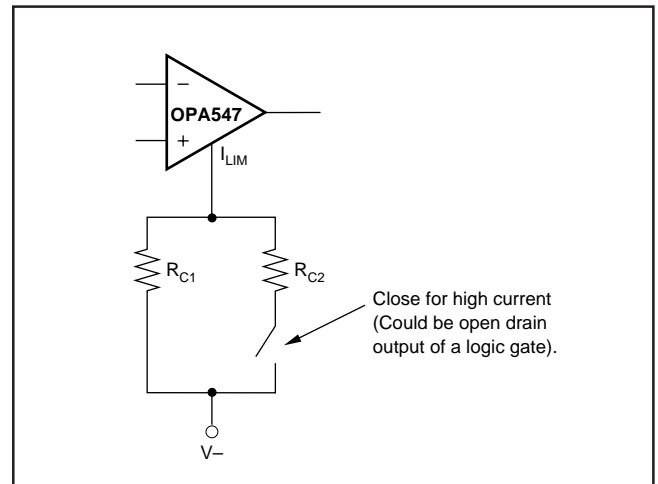 −
OPA547
+
I_LIM
R_C1
R_C2
Close for high current
(Could be open drain
output of a logic gate).
V–